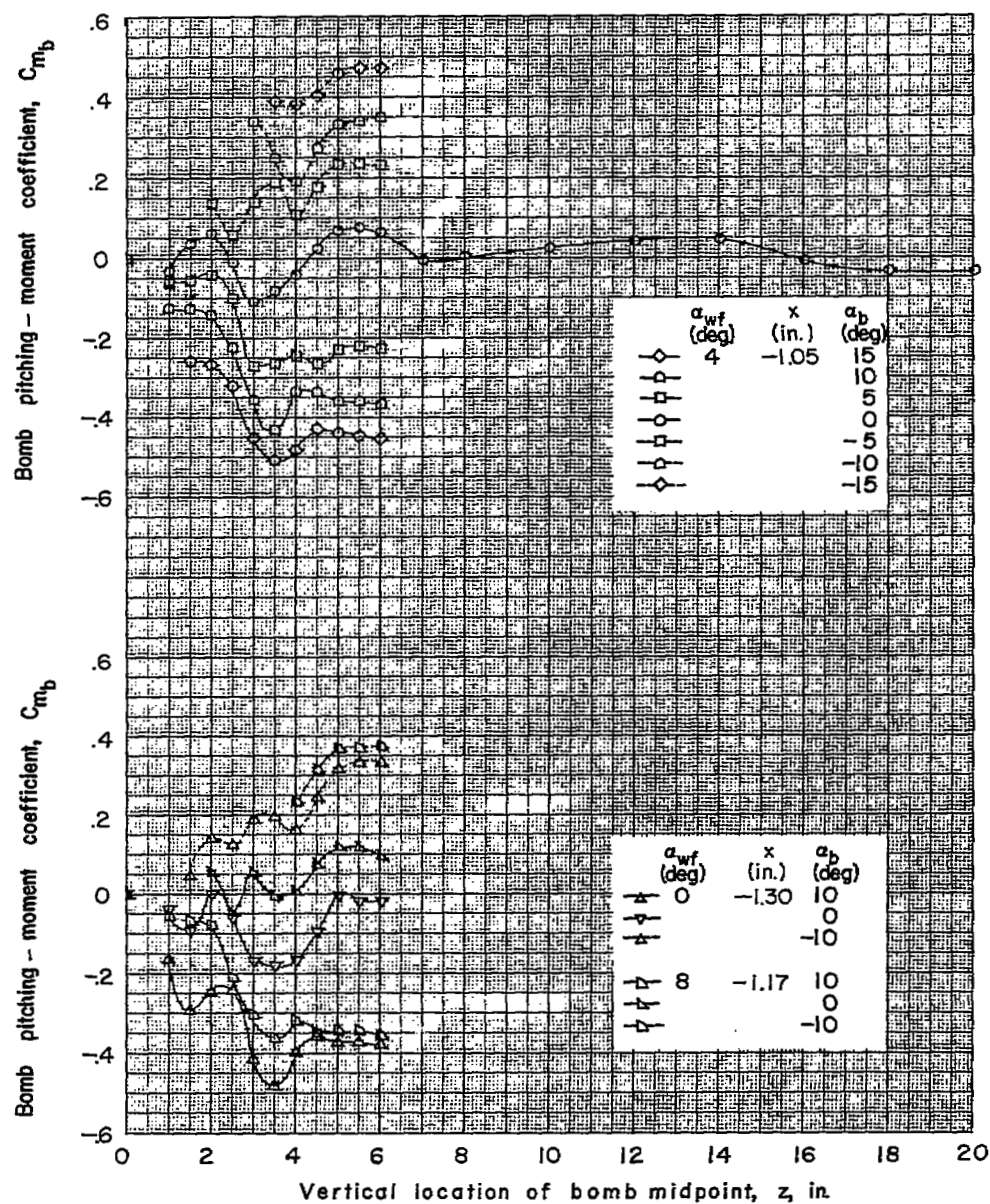 .6
.4
.2
0
-.2
-.4
-.6
Bomb pitching - moment coefficient, Cmb
αwf (deg) x (in.) αb (deg)
4 -1.05 15
10
5
0
-5
-10
-15
.6
.4
.2
0
-.2
-.4
-.6
Bomb pitching - moment coefficient, Cmb
αwf (deg) x (in.) αb (deg)
0 -1.30 10
0
-10
8 -1.17 10
0
-10
0 2 4 6 8 10 12 14 16 18 20
Vertical location of bomb midpoint, z, in.